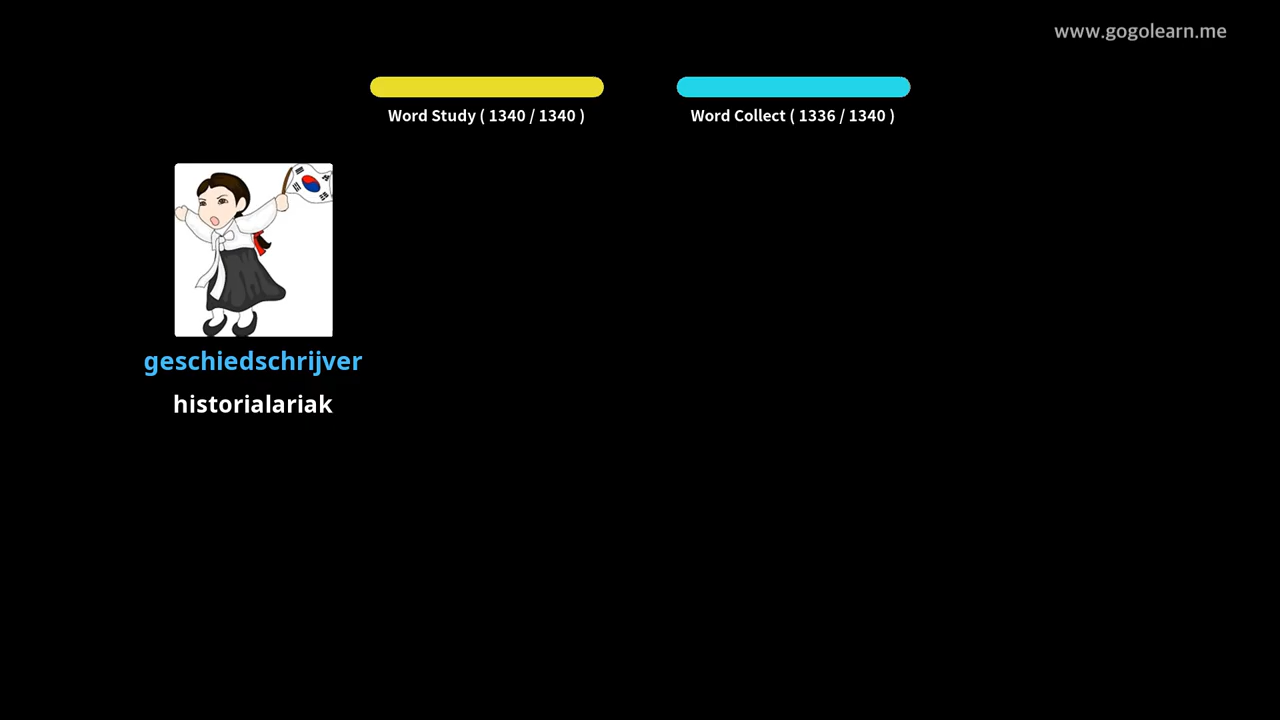 www.gogolearn.me
Word Study ( 1340 / 1340 )
Word Collect ( 1336 / 1340 )
geschiedschrijver
historialariak